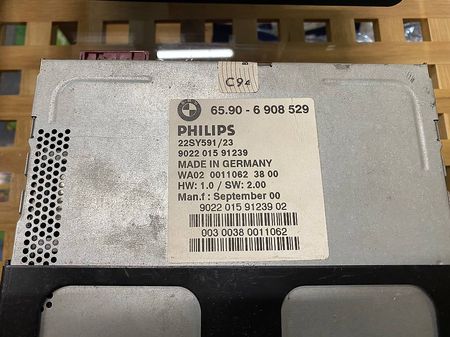 C94
BMW
65.90 - 6 908 529
PHILIPS
22SY591/23
9022 015 91239
MADE IN GERMANY
WA02 0011062 38 00
HW: 1.0 / SW: 2.00
Man.f : September 00
9022 015 91239 02
003 0038 0011062